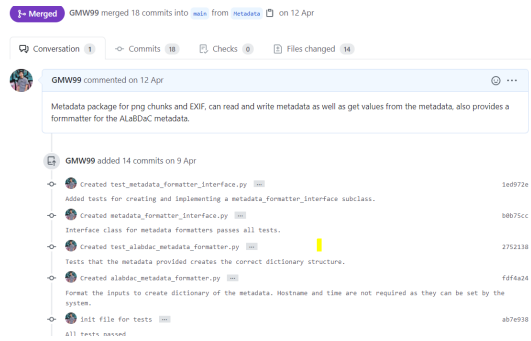 Merged GMW99 merged 18 commits into main from Metadata on 12 Apr
Conversation 1 Commits 18 Checks 0 Files changed 14
GMW99 commented on 12 Apr
Metadata package for png chunks and EXIF, can read and write metadata as well as get values from the metadata, also provides a
formmatter for the ALaBDaC metadata.
GMW99 added 14 commits on 9 Apr
Created test_metadata_formatter_interface.py ... 1ed972e
Added tests for creating and implementing a metadata_formatter_interface subclass.
Created metadata_formatter_interface.py ... b0b75cc
Interface class for metadata formatters passes all tests.
Created test_alabdac_metadata_formatter.py ... 2752138
Tests that the metadata provided creates the correct dictionary structure.
Created alabdac_metadata_formatter.py ... fdf4a24
Format the inputs to create dictionary of the metadata. Hostname and time are not required as they can be set by the
system.
init file for tests ... ab7e938
All tests passed